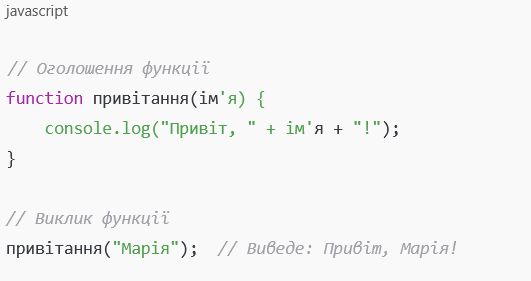 javascript
// Оголошення функції
function привітання(ім'я) {
    console.log("Привіт, " + ім'я + "!");
}
// Виклик функції
привітання("Марія");  // Виведе: Привіт, Марія!